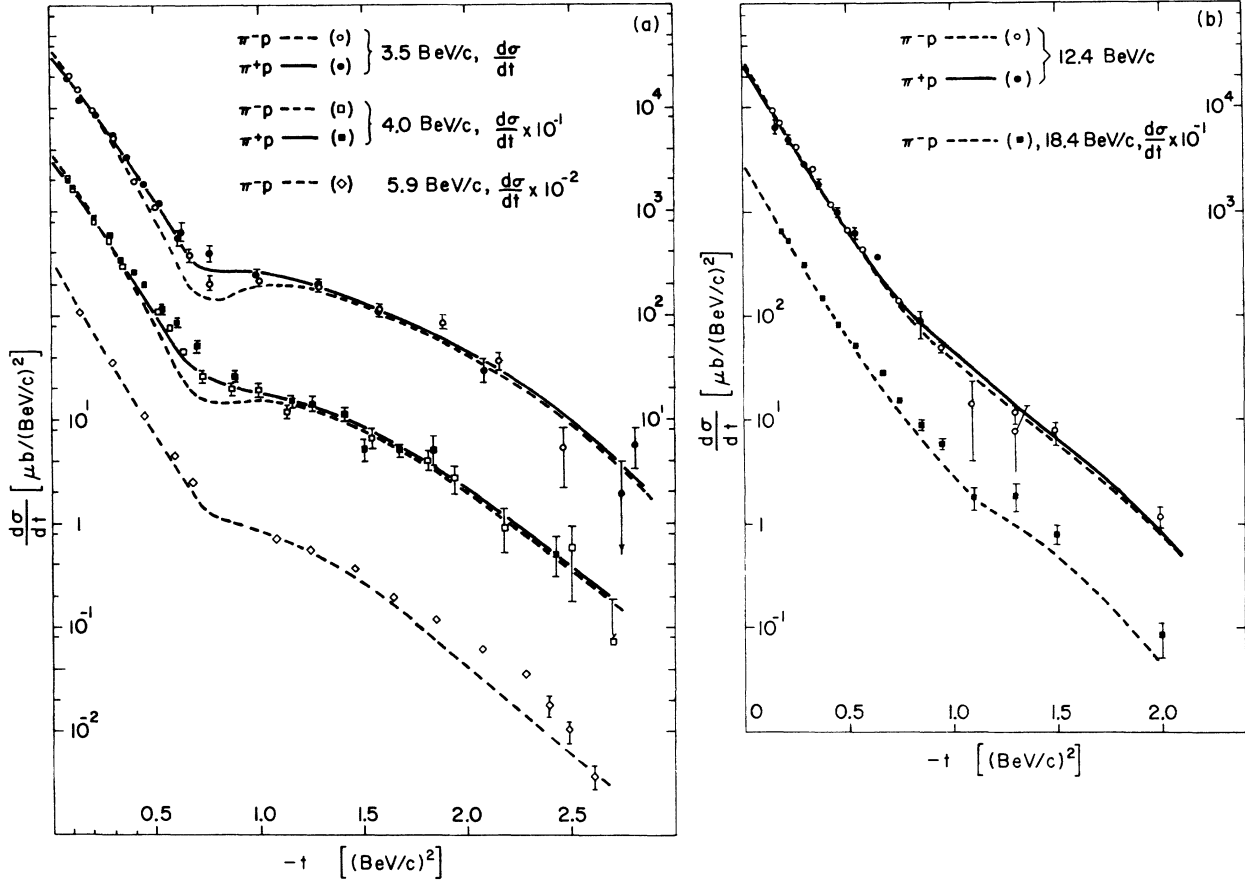 (a)
π⁻p --- (○) } 3.5 BeV/c, dσ/dt
π⁺p — (●)
π⁻p --- (□) } 4.0 BeV/c, dσ/dt × 10⁻¹
π⁺p — (■)
π⁻p --- (◇) 5.9 BeV/c, dσ/dt × 10⁻²
10⁴
10³
10²
10¹
10
1
10⁻¹
10⁻²
dσ/dt [μb/(BeV/c)²]
0.5 1.0 1.5 2.0 2.5
-t [(BeV/c)²]
(b)
π⁻p --- (○) } 12.4 BeV/c
π⁺p — (●)
π⁻p --- (■), 18.4 BeV/c, dσ/dt × 10⁻¹
10⁴
10³
10²
10
1
10⁻¹
dσ/dt [μb/(BeV/c)²]
0 0.5 1.0 1.5 2.0
-t [(BeV/c)²]